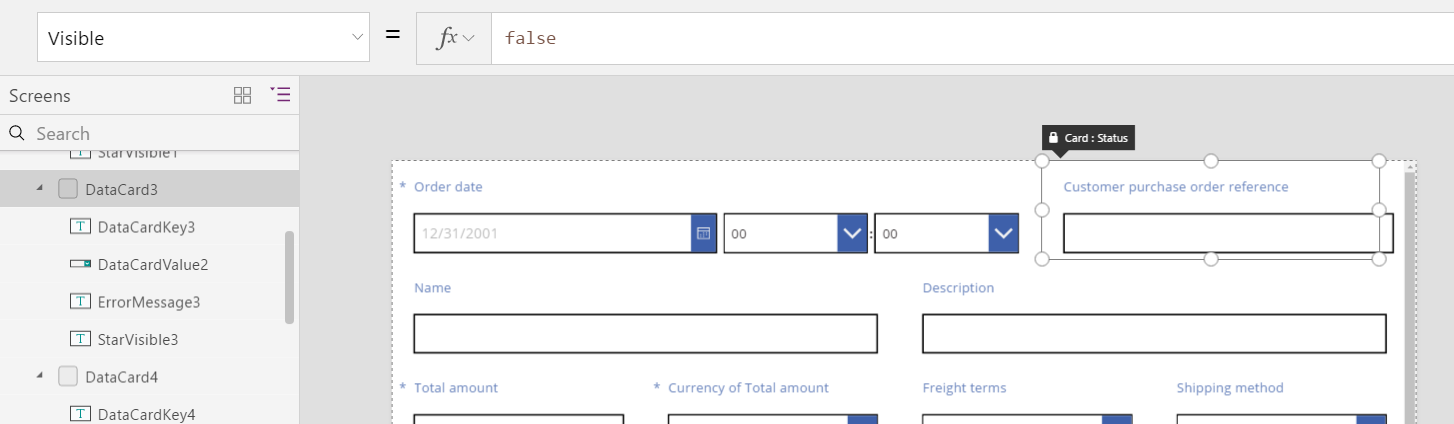 Visible = fx false
Screens
Search
StarVisible1
DataCard3
DataCardKey3
DataCardValue2
ErrorMessage3
StarVisible3
DataCard4
DataCardKey4
Card : Status
* Order date
Customer purchase order reference
12/31/2001 00 : 00
Name Description
* Total amount * Currency of Total amount Freight terms Shipping method